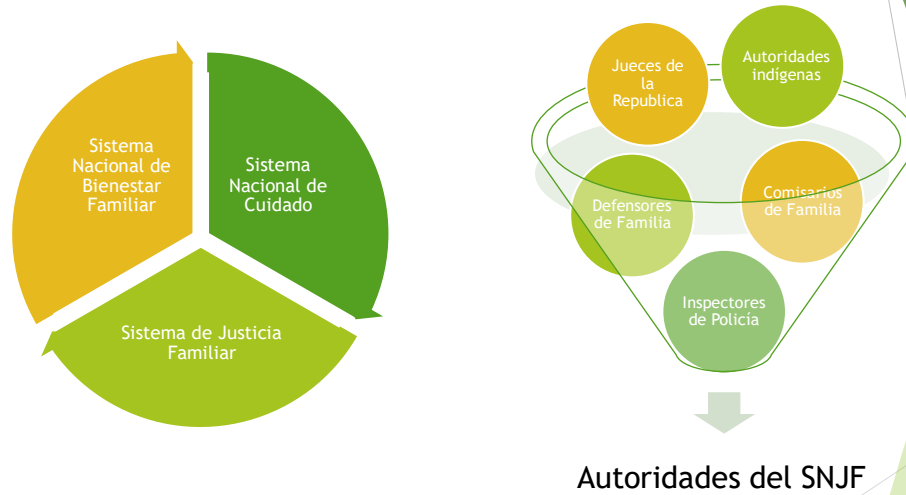 Sistema
Nacional de
Bienestar
Familiar
Sistema
Nacional de
Cuidado
Sistema de Justicia
Familiar
Jueces de
la
Republica
Autoridades
indígenas
Defensores
de Familia
Comisarios
de Familia
Inspectores
de Policía
Autoridades del SNJF